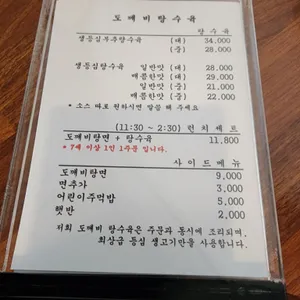 도깨비탕수육
탕수육
생등심부추탕수육 (대) 34,000
(중) 28,000
생등심탕수육 일반맛 (대) 28,000
매콤한맛 (대) 29,000
일반맛 (중) 21,000
매콤한맛 (중) 22,000
* 소스 따로 원하시면 말씀 해 주세요
(11:30 ~ 2:30) 런치세트
도깨비탕면 + 탕수육 11,800
* 7세 이상 1인 1주문 입니다.
사이드메뉴
도깨비탕면 9,000
면추가 3,000
어린이주먹밥 5,000
햇반 2,000
저희 도깨비 탕수육은 주문과 동시에 조리되며,
최상급 등심 생고기만을 사용합니다.